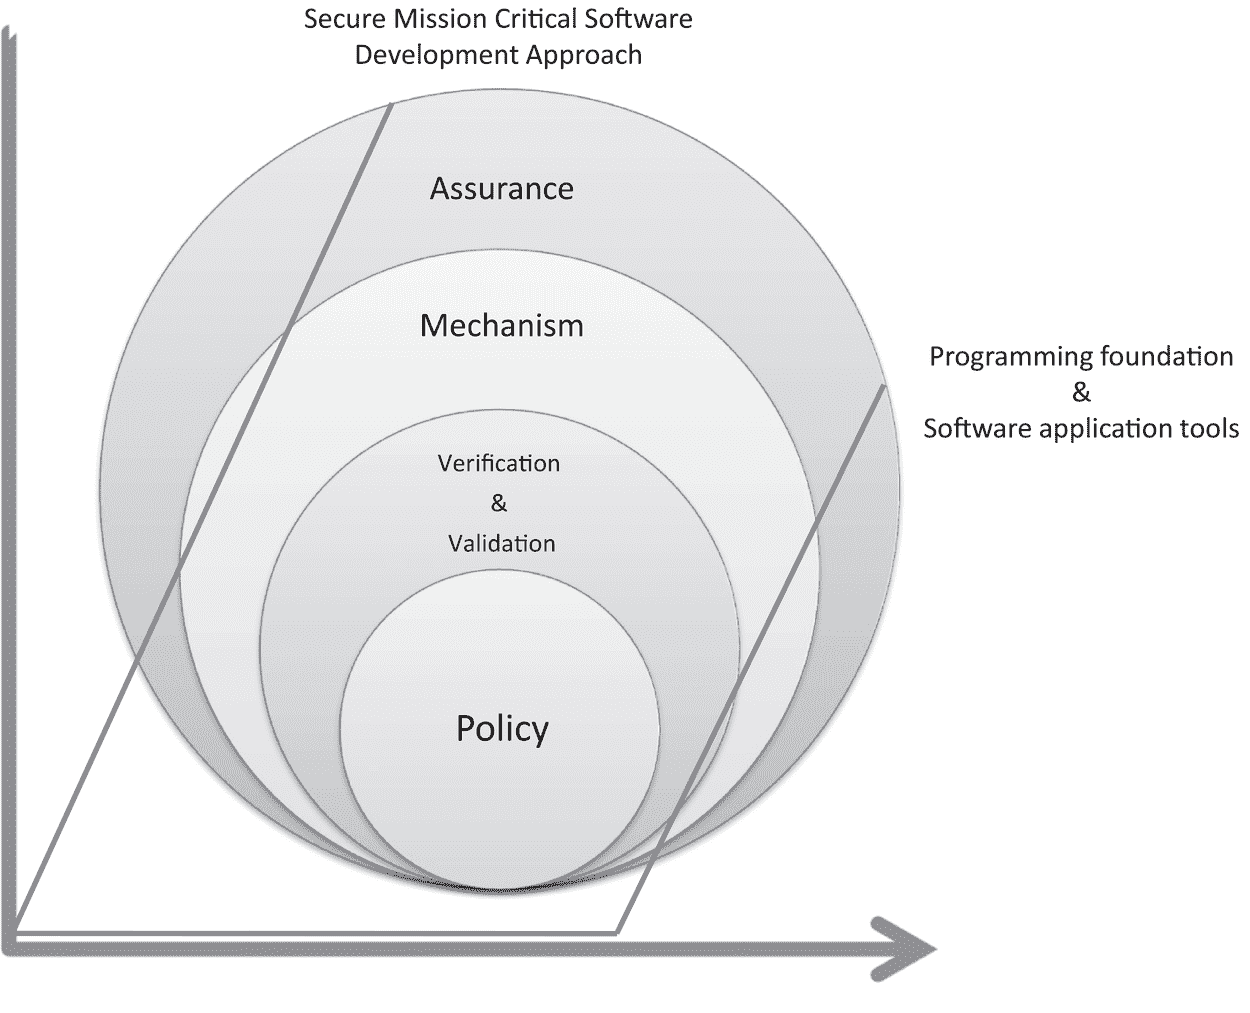 Secure Mission Critical Software
Development Approach
Assurance
Mechanism
Programming foundation
&
Software application tools
Verification
&
Validation
Policy